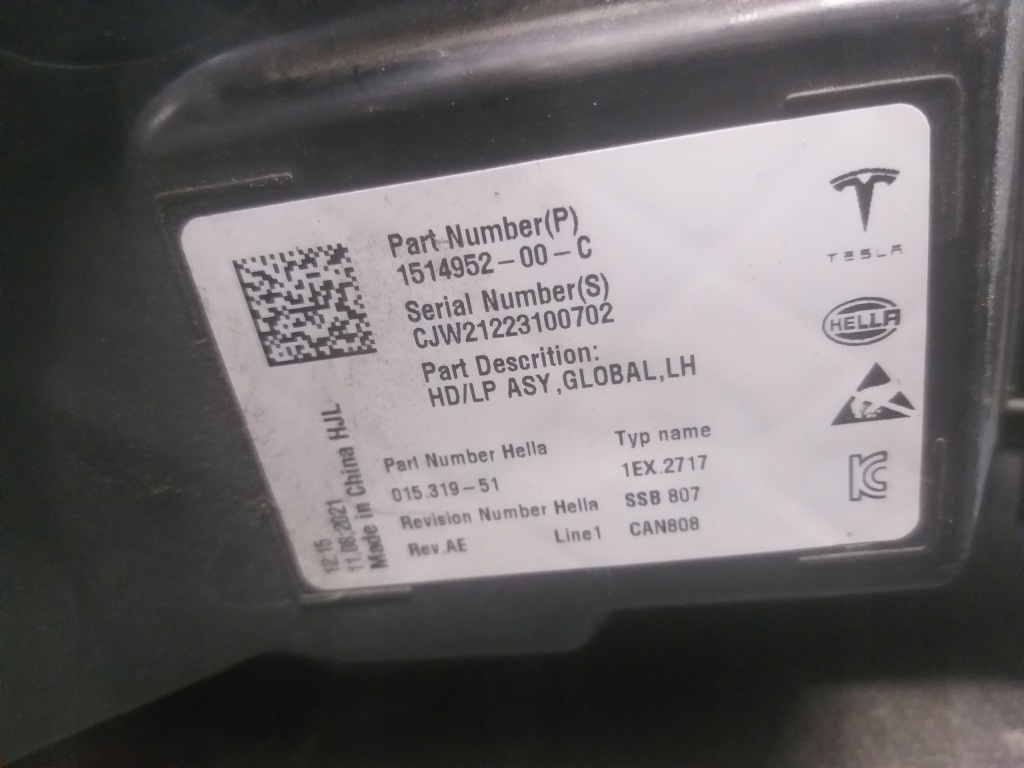 Part Number(P)
1514952-00-C
Serial Number(S)
CJW21223100702
Part Descrition:
HD/LP ASY,GLOBAL,LH
Part Number Hella
015.319-51
Revision Number Hella
Rev.AE
Line1
Typ name
1EX.2717
SSB 807
CAN808
12:15
11.08.2021
Made in China HJL
TESLA
HELLA